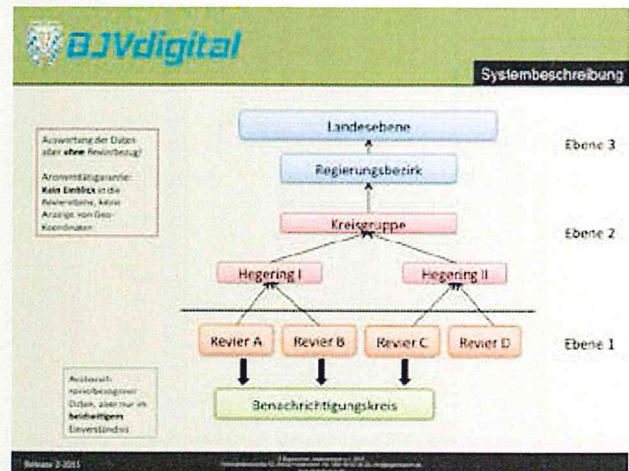 BJVdigital
Systembeschreibung
Landesebene
Ebene 3
Auswertung der Daten
aber ohne Revierbezug!
Regierungsbezirk
Anonymitätsgarantie:
Kein Einblick in die
Revierebene, keine
Anzeige von Geo-
Koordinaten
Kreisgruppe
Ebene 2
Hegering I
Hegering II
Revier A
Revier B
Revier C
Revier D
Ebene 1
Austausch
revierbezogener
Daten, aber nur im
beidseitigem
Einverständnis
Benachrichtigungskreis
Release 2-2015